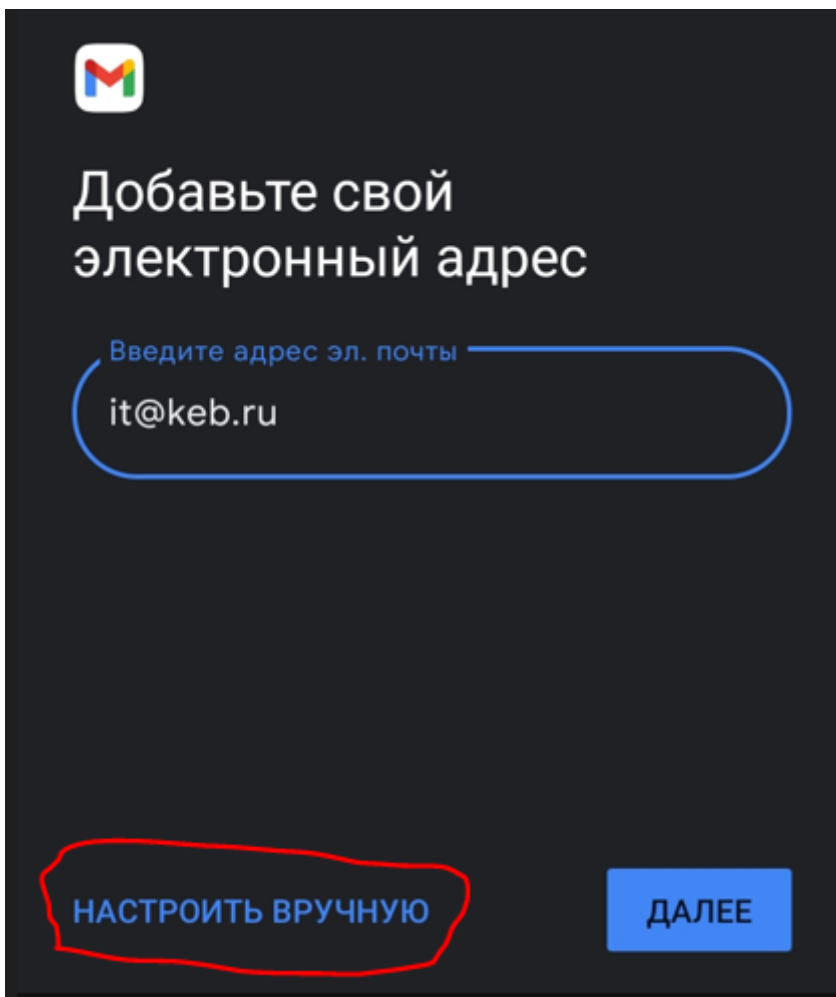 Добавьте свой
электронный адрес
Введите адрес эл. почты
it@keb.ru
НАСТРОИТЬ ВРУЧНУЮ
ДАЛЕЕ